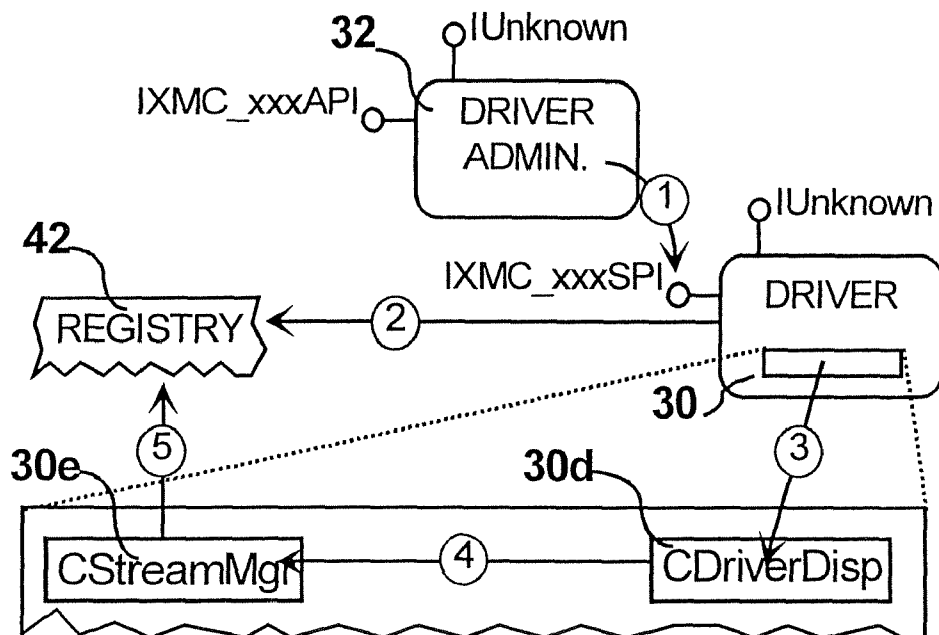 32
IUnknown
IXMC_xxxAPI
DRIVER
ADMIN.
1
IUnknown
42
IXMC_xxxSPI
DRIVER
REGISTRY
2
30
5
3
30e
30d
CStreamMgr
4
CDriverDisp